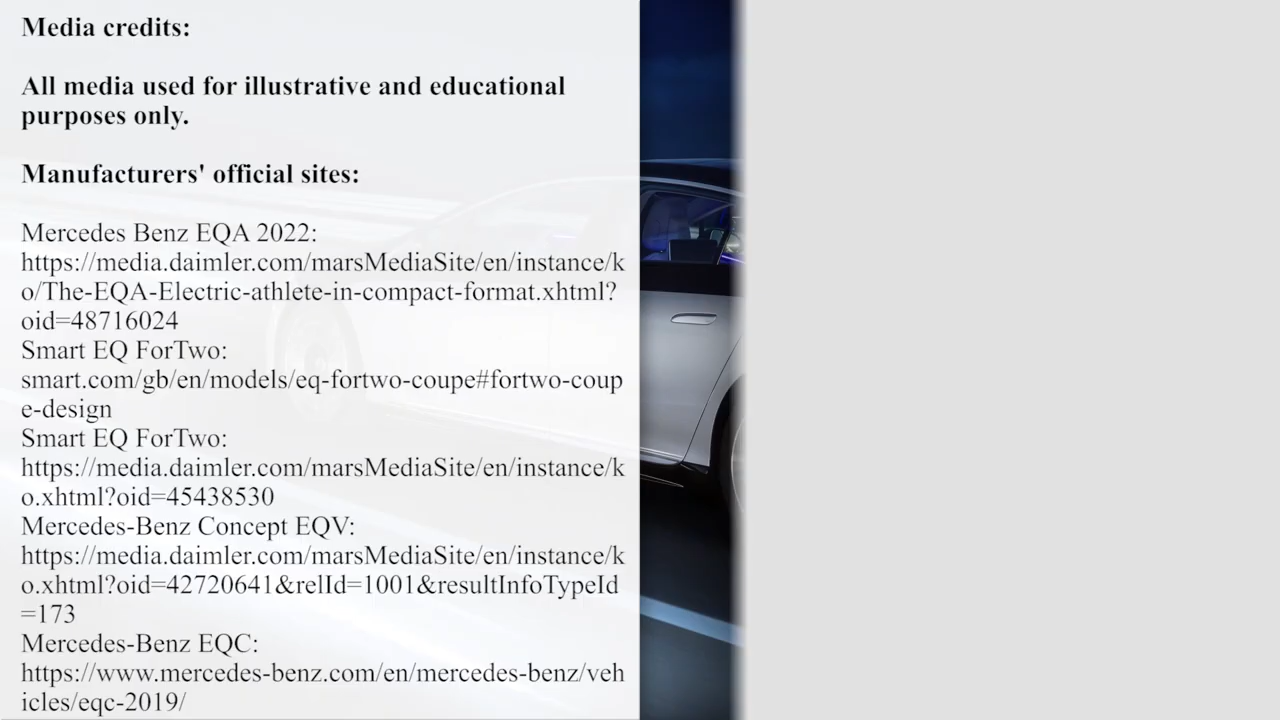 Media credits:
All media used for illustrative and educational
purposes only.
Manufacturers' official sites:
Mercedes Benz EQA 2022:
https://media.daimler.com/marsMediaSite/en/instance/k
o/The-EQA-Electric-athlete-in-compact-format.xhtml?
oid=48716024
Smart EQ ForTwo:
smart.com/gb/en/models/eq-fortwo-coupe#fortwo-coup
e-design
Smart EQ ForTwo:
https://media.daimler.com/marsMediaSite/en/instance/k
o.xhtml?oid=45438530
Mercedes-Benz Concept EQV:
https://media.daimler.com/marsMediaSite/en/instance/k
o.xhtml?oid=42720641&relId=1001&resultInfoTypeId
=173
Mercedes-Benz EQC:
https://www.mercedes-benz.com/en/mercedes-benz/veh
icles/eqc-2019/